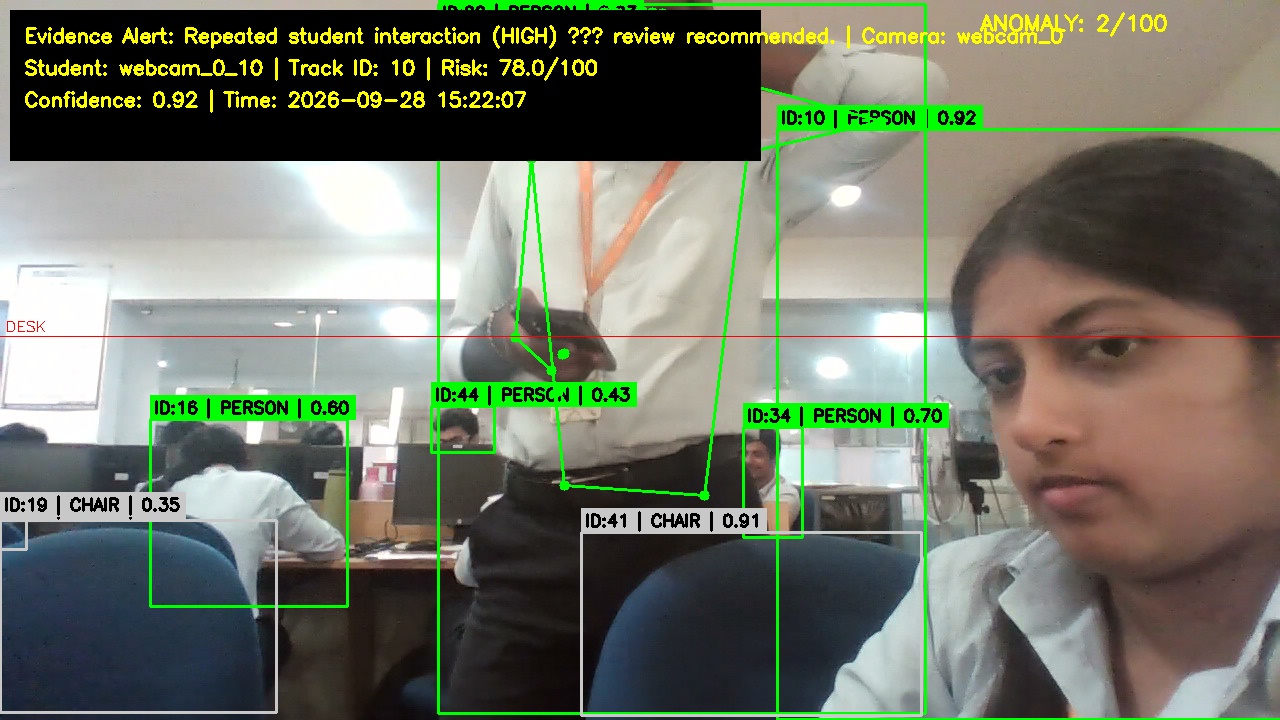 Evidence Alert: Repeated student interaction (HIGH) ??? review recommended. | Camera: webcam_0
ANOMALY: 2/100
Student: webcam_0_10 | Track ID: 10 | Risk: 78.0/100
Confidence: 0.92 | Time: 2026-09-28 15:22:07
ID:10 | PERSON | 0.92
DESK
ID:44 | PERSON | 0.43
ID:16 | PERSON | 0.60
ID:34 | PERSON | 0.70
ID:19 | CHAIR | 0.35
ID:41 | CHAIR | 0.91